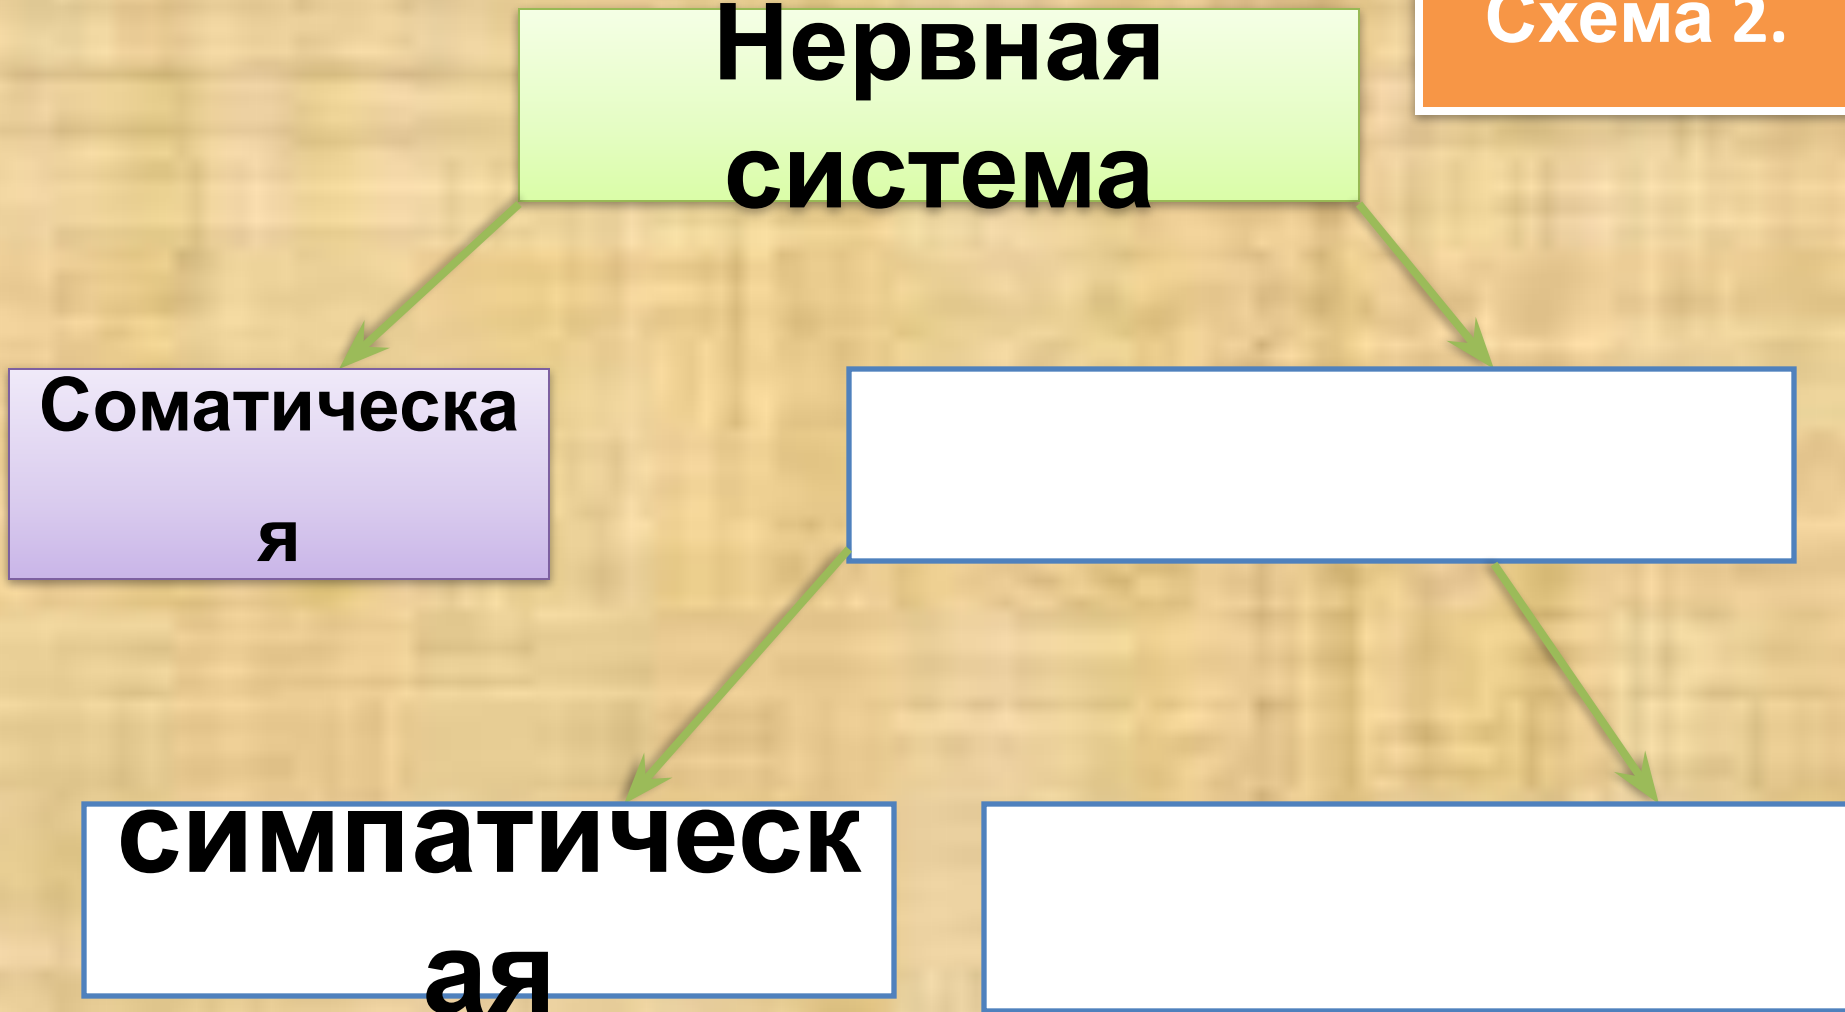 Нервная
система
Схема 2.
Соматическа
я
симпатическ
ая